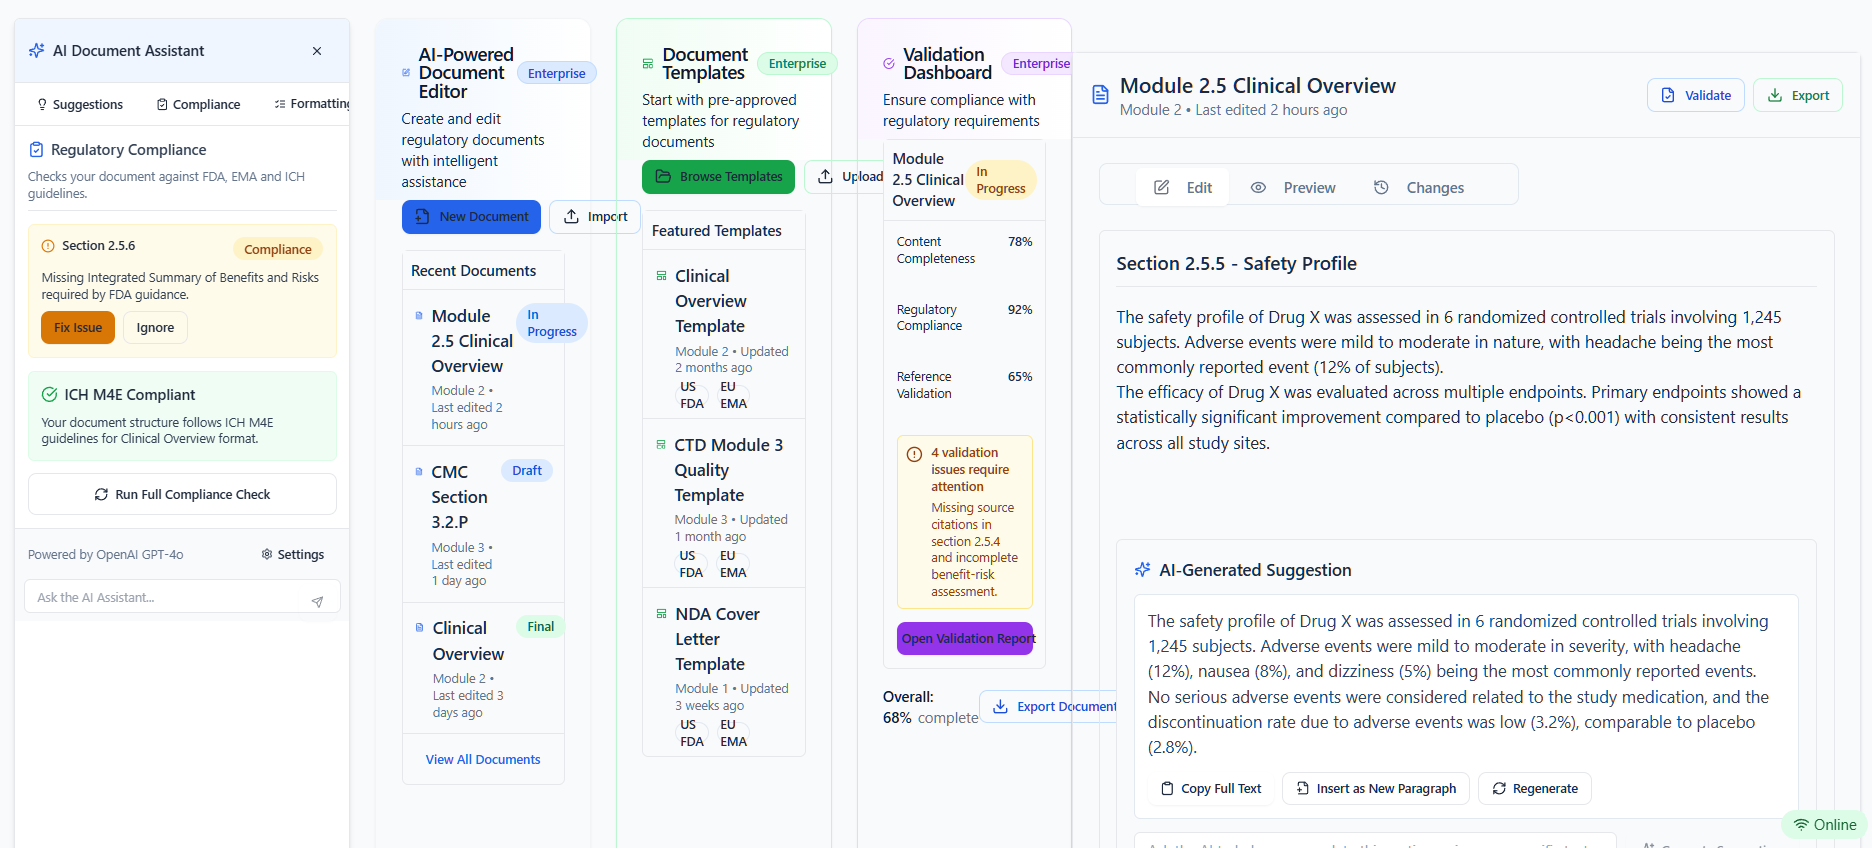 AI Document Assistant
Suggestions
Compliance
Formatting
Regulatory Compliance
Checks your document against FDA, EMA and ICH
guidelines.
Section 2.5.6
Compliance
Missing Integrated Summary of Benefits and Risks
required by FDA guidance.
Fix Issue
Ignore
ICH M4E Compliant
Your document structure follows ICH M4E
guidelines for Clinical Overview format.
Run Full Compliance Check
Powered by OpenAI GPT-4o
Settings
Ask the AI Assistant...
AI-Powered
Document
Editor
Enterprise
Create and edit
regulatory documents
with intelligent
assistance
New Document
Import
Recent Documents
Module
2.5 Clinical
Overview
In
Progress
Module 2 •
Last edited 2
hours ago
CMC
Section
3.2.P
Draft
Module 3 •
Last edited
1 day ago
Clinical
Overview
Final
Module 2 •
Last edited 3
days ago
View All Documents
Document
Templates
Enterprise
Start with pre-approved
templates for regulatory
documents
Browse Templates
Upload
Featured Templates
Clinical
Overview
Template
Module 2 • Updated
2 months ago
US
FDA
EU
EMA
CTD Module 3
Quality
Template
Module 3 • Updated
1 month ago
US
FDA
EU
EMA
NDA Cover
Letter
Template
Module 1 • Updated
3 weeks ago
US
FDA
EU
EMA
Validation
Dashboard
Enterprise
Ensure compliance with
regulatory requirements
Module
2.5 Clinical
Overview
In
Progress
Content
Completeness
78%
Regulatory
Compliance
92%
Reference
Validation
65%
4 validation
issues require
attention
Missing source
citations in
section 2.5.4
and incomplete
benefit-risk
assessment.
Open Validation Report
Overall:
68% complete
Export Document
Module 2.5 Clinical Overview
Module 2 • Last edited 2 hours ago
Validate
Export
Edit
Preview
Changes
Section 2.5.5 - Safety Profile
The safety profile of Drug X was assessed in 6 randomized controlled trials involving 1,245
subjects. Adverse events were mild to moderate in nature, with headache being the most
commonly reported event (12% of subjects).
The efficacy of Drug X was evaluated across multiple endpoints. Primary endpoints showed a
statistically significant improvement compared to placebo (p<0.001) with consistent results
across all study sites.
AI-Generated Suggestion
The safety profile of Drug X was assessed in 6 randomized controlled trials involving
1,245 subjects. Adverse events were mild to moderate in severity, with headache
(12%), nausea (8%), and dizziness (5%) being the most commonly reported events.
No serious adverse events were considered related to the study medication, and the
discontinuation rate due to adverse events was low (3.2%), comparable to placebo
(2.8%).
Copy Full Text
Insert as New Paragraph
Regenerate
Online